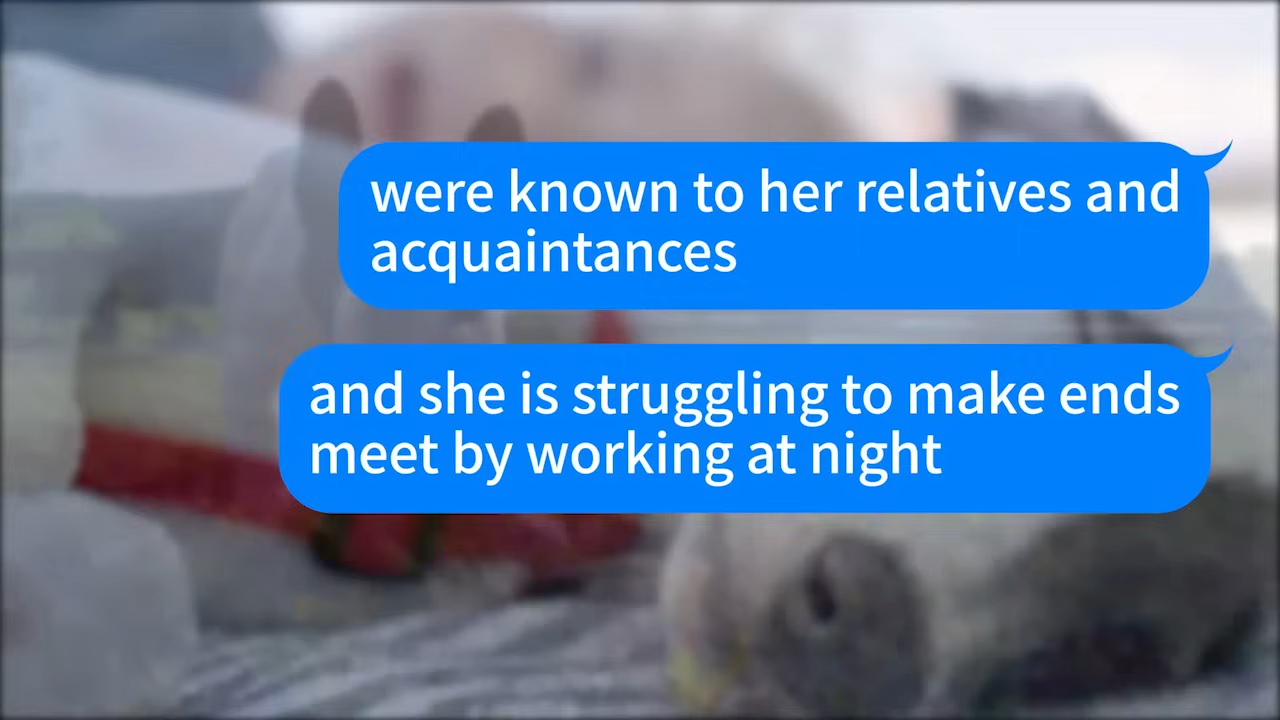 were known to her relatives and
acquaintances
and she is struggling to make ends
meet by working at night